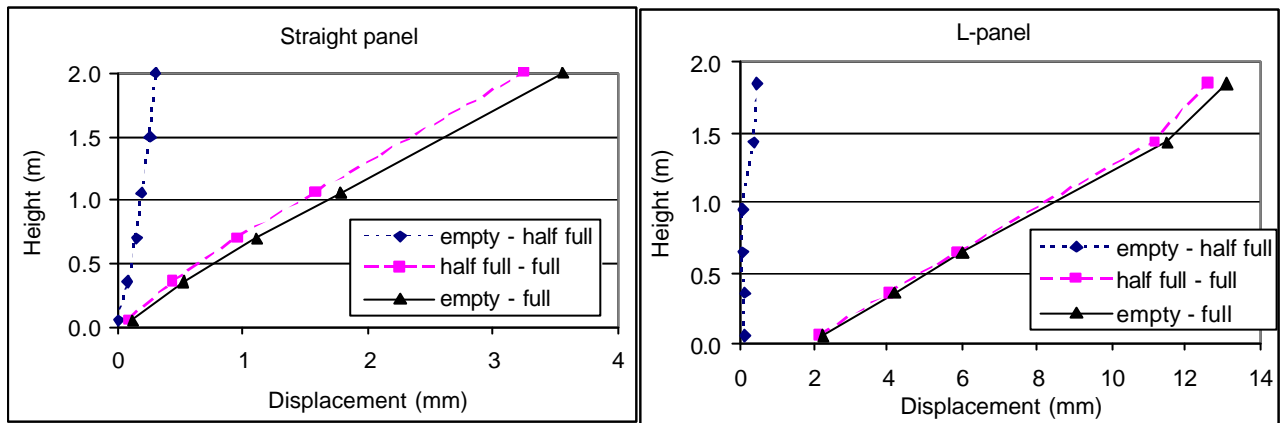 Straight panel
Height (m)
2.0
1.5
1.0
0.5
0.0
empty - half full
half full - full
empty - full
0 1 2 3 4
Displacement (mm)
L-panel
Height (m)
2.0
1.5
1.0
0.5
0.0
empty - half full
half full - full
empty - full
0 2 4 6 8 10 12 14
Displacement (mm)